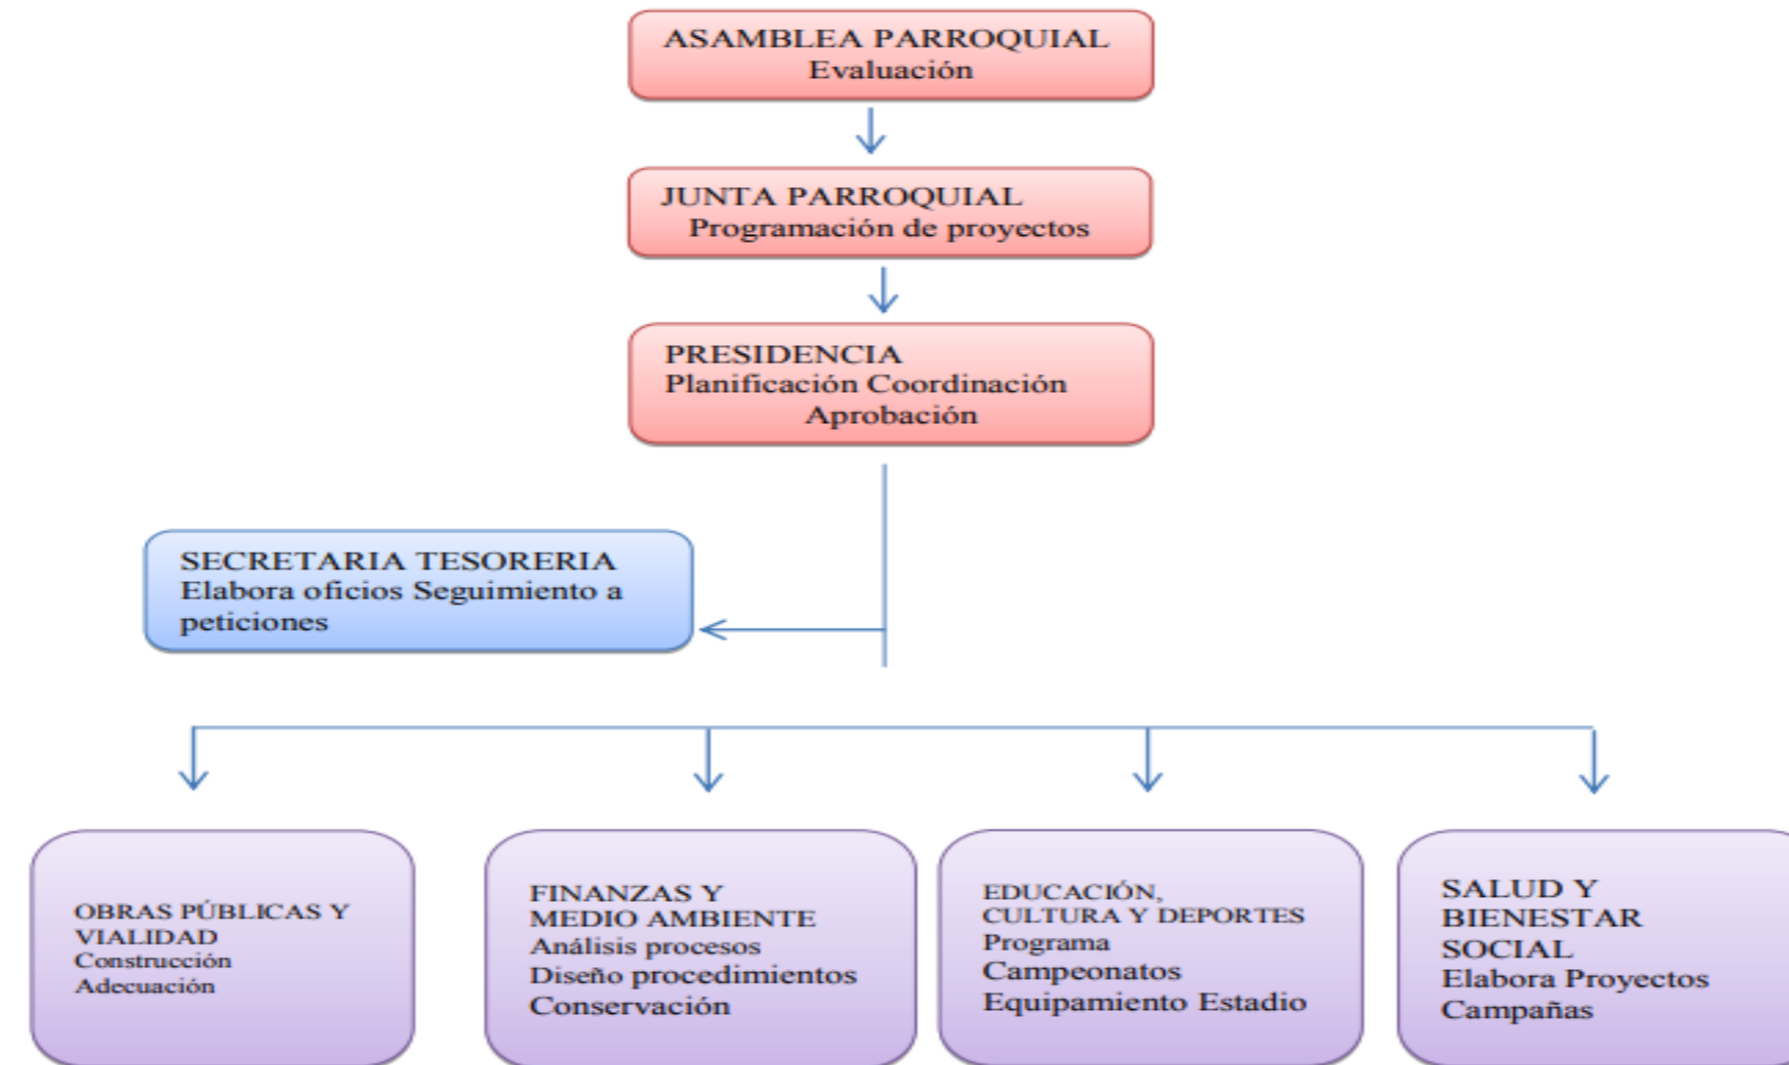 ASAMBLEA PARROQUIAL
Evaluación
JUNTA PARROQUIAL
Programación de proyectos
PRESIDENCIA
Planificación Coordinación
Aprobación
SECRETARIA TESORERIA
Elabora oficios Seguimiento a
peticiones
OBRAS PÚBLICAS Y
VIALIDAD
Construcción
Adecuación
FINANZAS Y
MEDIO AMBIENTE
Análisis procesos
Diseño procedimientos
Conservación
EDUCACIÓN,
CULTURA Y DEPORTES
Programa
Campeonatos
Equipamiento Estadio
SALUD Y
BIENESTAR
SOCIAL
Elabora Proyectos
Campañas